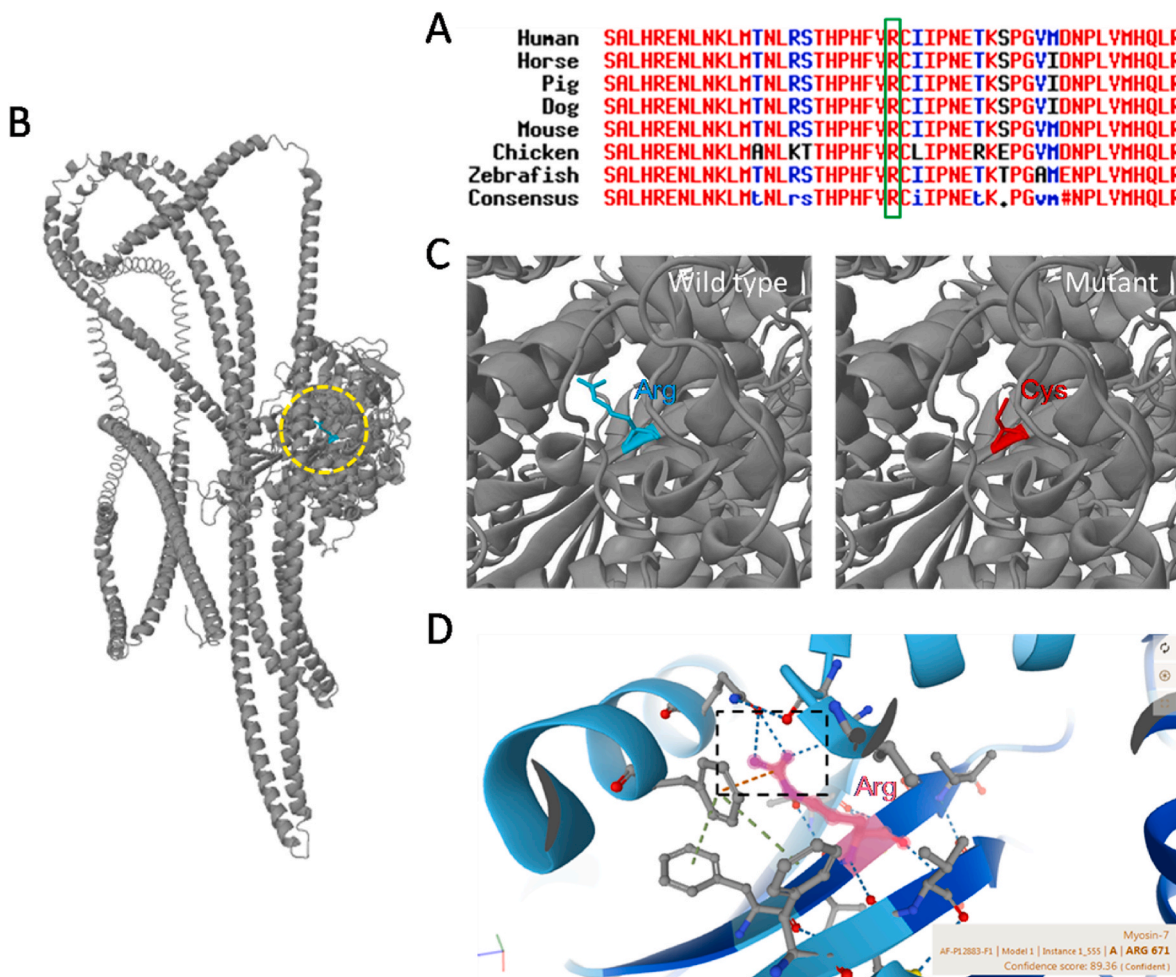 A
Human SALHRENLNKLMTNLRSTHPHFVRCIIPNETKSPGVMDNPLVMHQLR
Horse SALHRENLNKLMTNLRSTHPHFVRCIIPNETKSPGVIDNPLVMHQLR
Pig SALHRENLNKLMTNLRSTHPHFVRCIIPNETKSPGVIDNPLVMHQLR
Dog SALHRENLNKLMTNLRSTHPHFVRCIIPNETKSPGVIDNPLVMHQLR
Mouse SALHRENLNKLMTNLRSTHPHFVRCIIPNETKSPGVMDNPLVMHQLR
Chicken SALHRENLNKLMANLKTTHPHFVRCLIPNERKEPGVMDNPLVMHQLR
Zebrafish SALHRENLNKLMTNLRSTHPHFVRCIIPNETKTPGAMENPLVMHQLR
Consensus SALHRENLNKLMtNLrsTHPHFVRCiIPNEtK.PGvm#NPLVMHQLR
B
C
Wild type
Arg
Mutant
Cys
D
Arg
Myosin-7
AF-P12883-F1 | Model 1 | Instance 1_555 | A | ARG 671
Confidence score: 89.36 ( Confident )